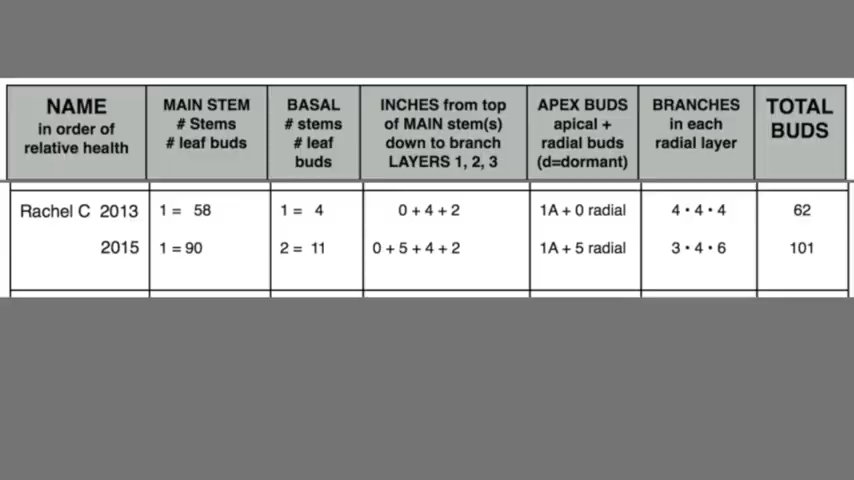 NAME
in order of
relative health
MAIN STEM
# Stems
# leaf buds
BASAL
# stems
# leaf
buds
INCHES from top
of MAIN stem(s)
down to branch
LAYERS 1, 2, 3
APEX BUDS
apical +
radial buds
(d=dormant)
BRANCHES
in each
radial layer
TOTAL
BUDS
Rachel C 2013 1 = 58 1 = 4 0 + 4 + 2 1A + 0 radial 4 • 4 • 4 62
2015 1 = 90 2 = 11 0 + 5 + 4 + 2 1A + 5 radial 3 • 4 • 6 101